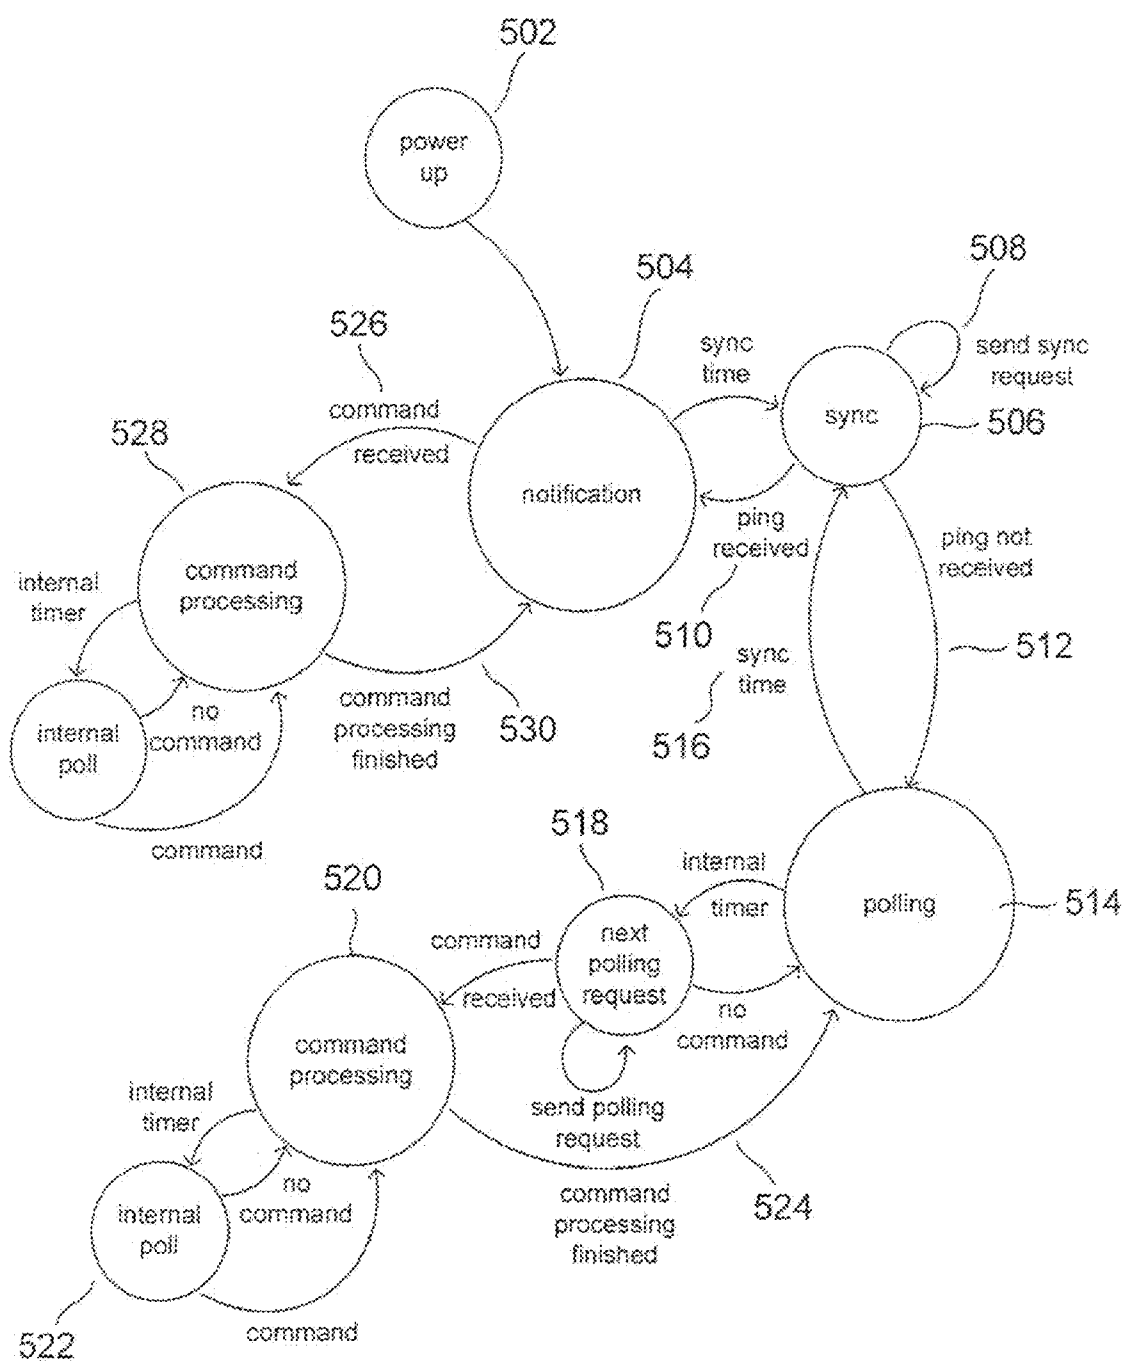 502
power
up
508
504
526
sync
time
send sync
request
command
received
sync
506
528
notification
ping
received
ping not
received
command
processing
internal
timer
510
512
sync
time
516
no
command
command
processing
finished
530
internal
poll
command
518
internal
timer
520
polling
514
next
polling
request
command
received
no
command
command
processing
internal
timer
send polling
request
no
command
524
command
processing
finished
internal
poll
command
522